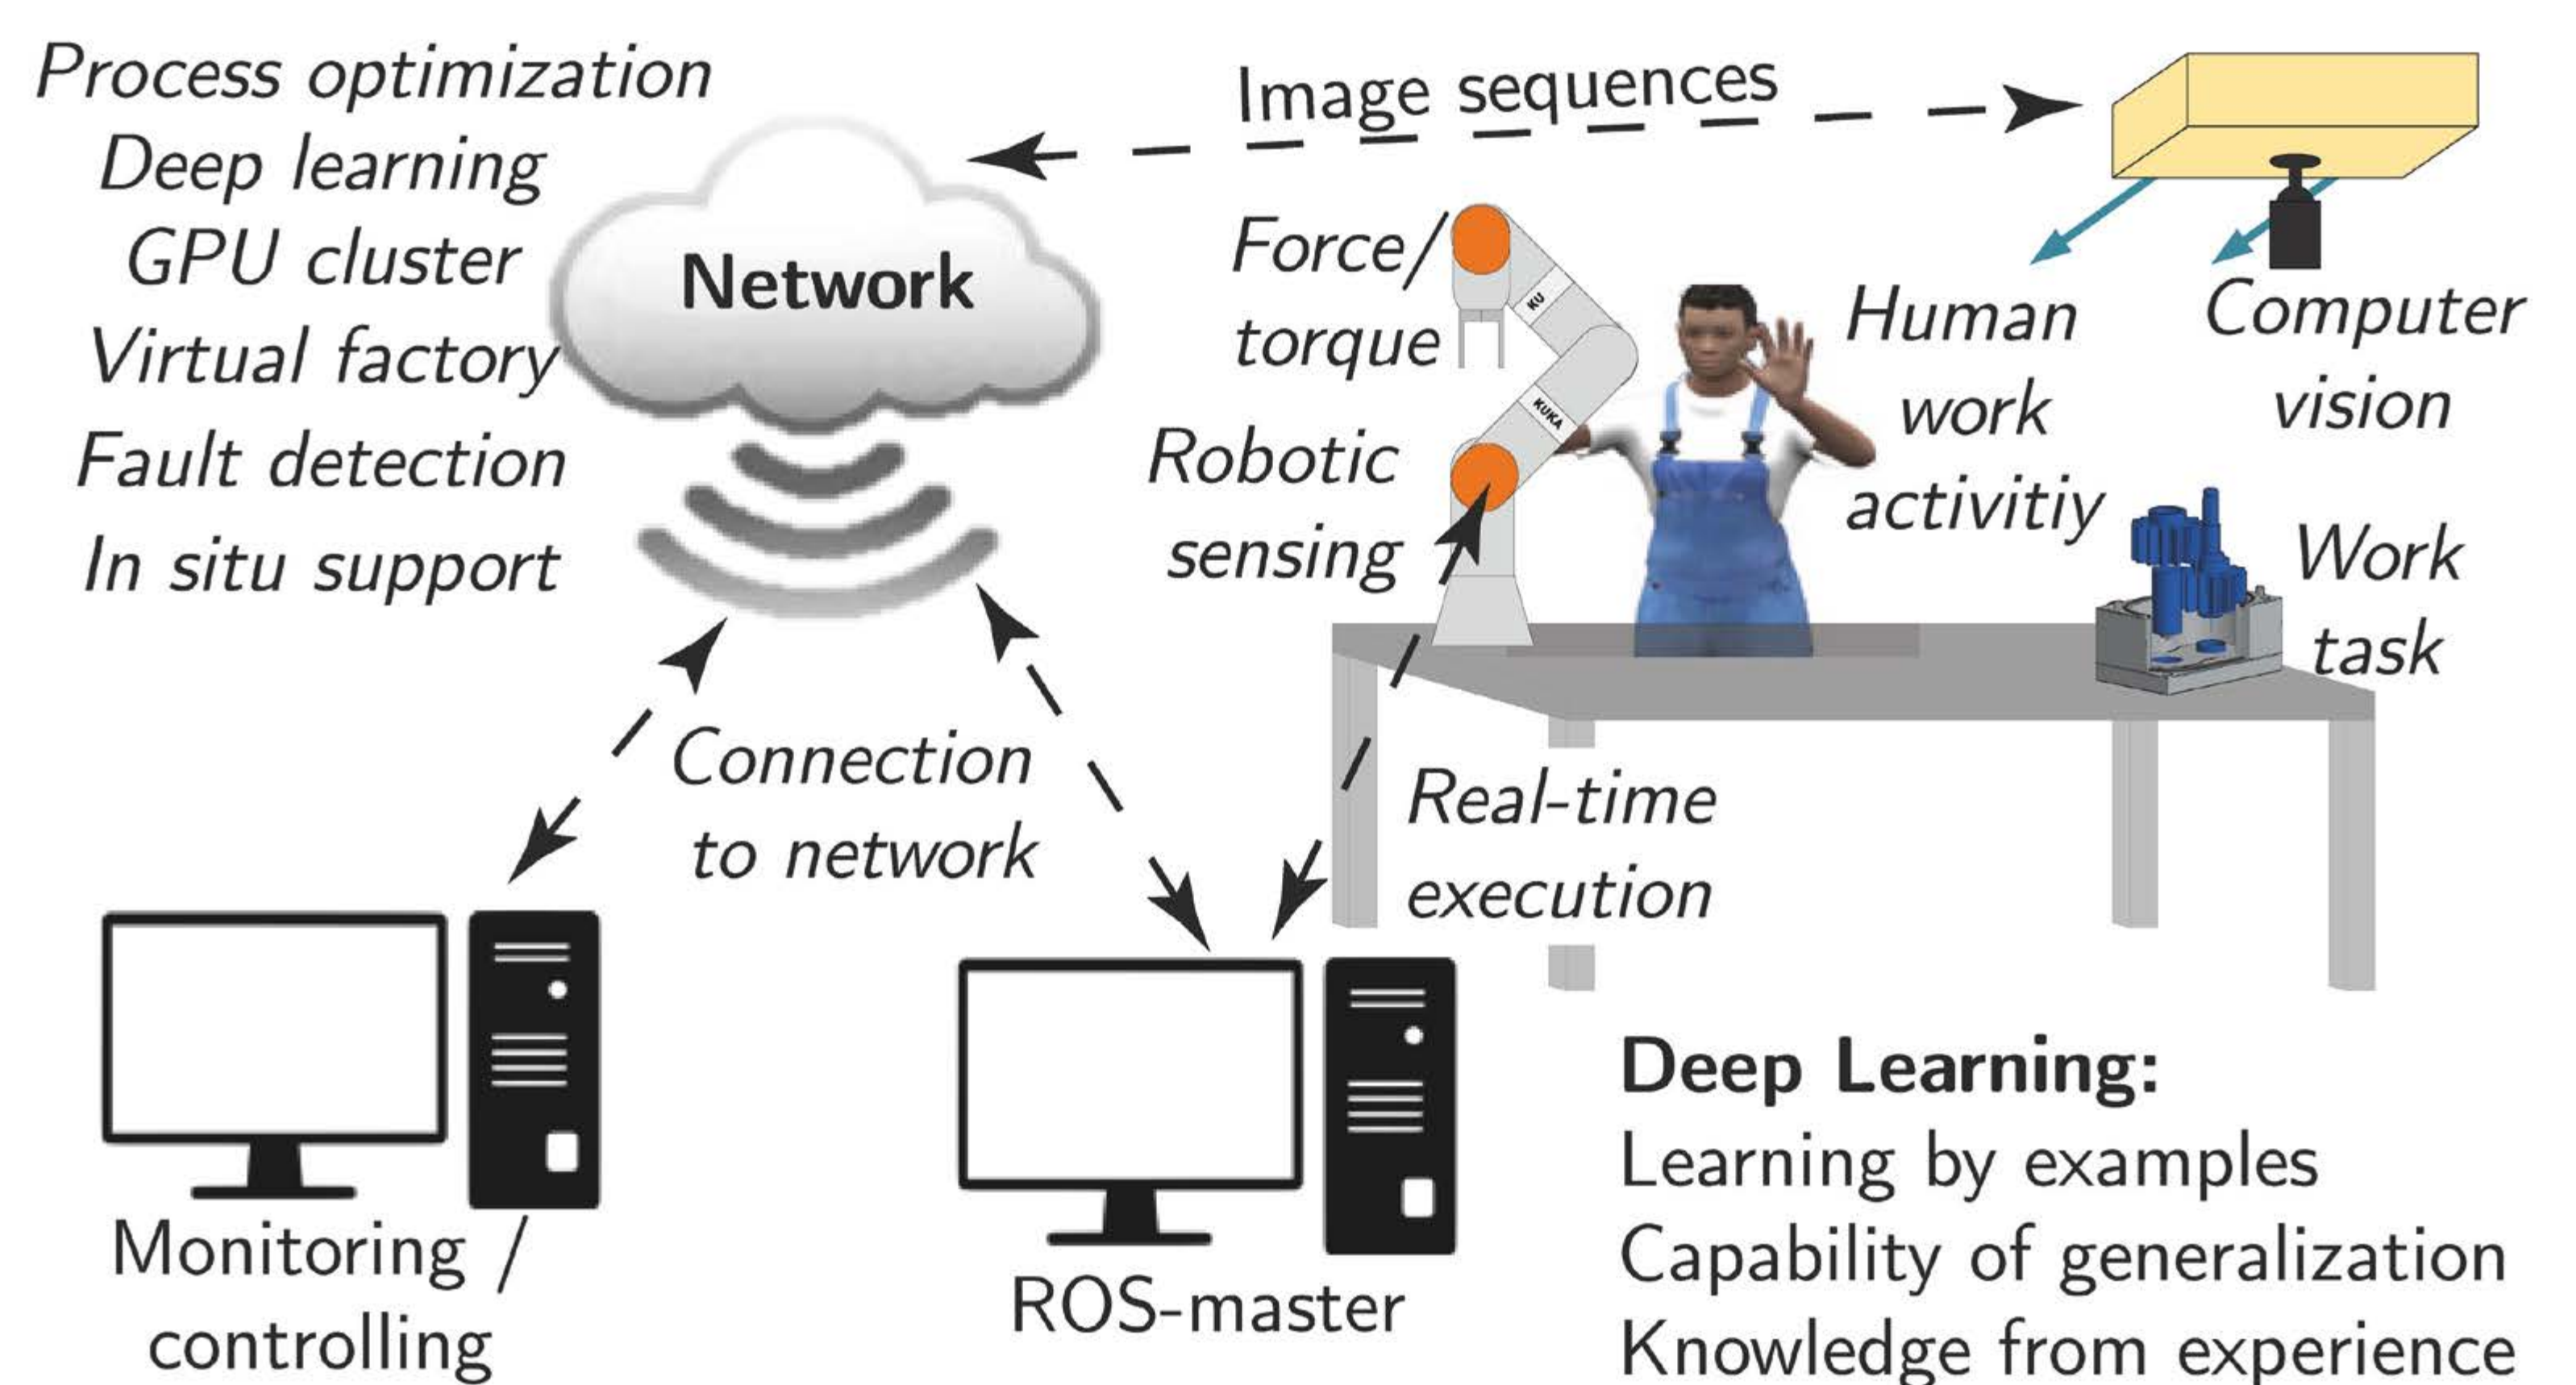 Process optimization
Deep learning
GPU cluster
Virtual factory
Fault detection
In situ support
Network
Image sequences
Force/
torque
Robotic
sensing
KU
KUKA
Human
work
activitiy
Computer
vision
Work
task
Connection
to network
Real-time
execution
Monitoring /
controlling
ROS-master
Deep Learning:
Learning by examples
Capability of generalization
Knowledge from experience